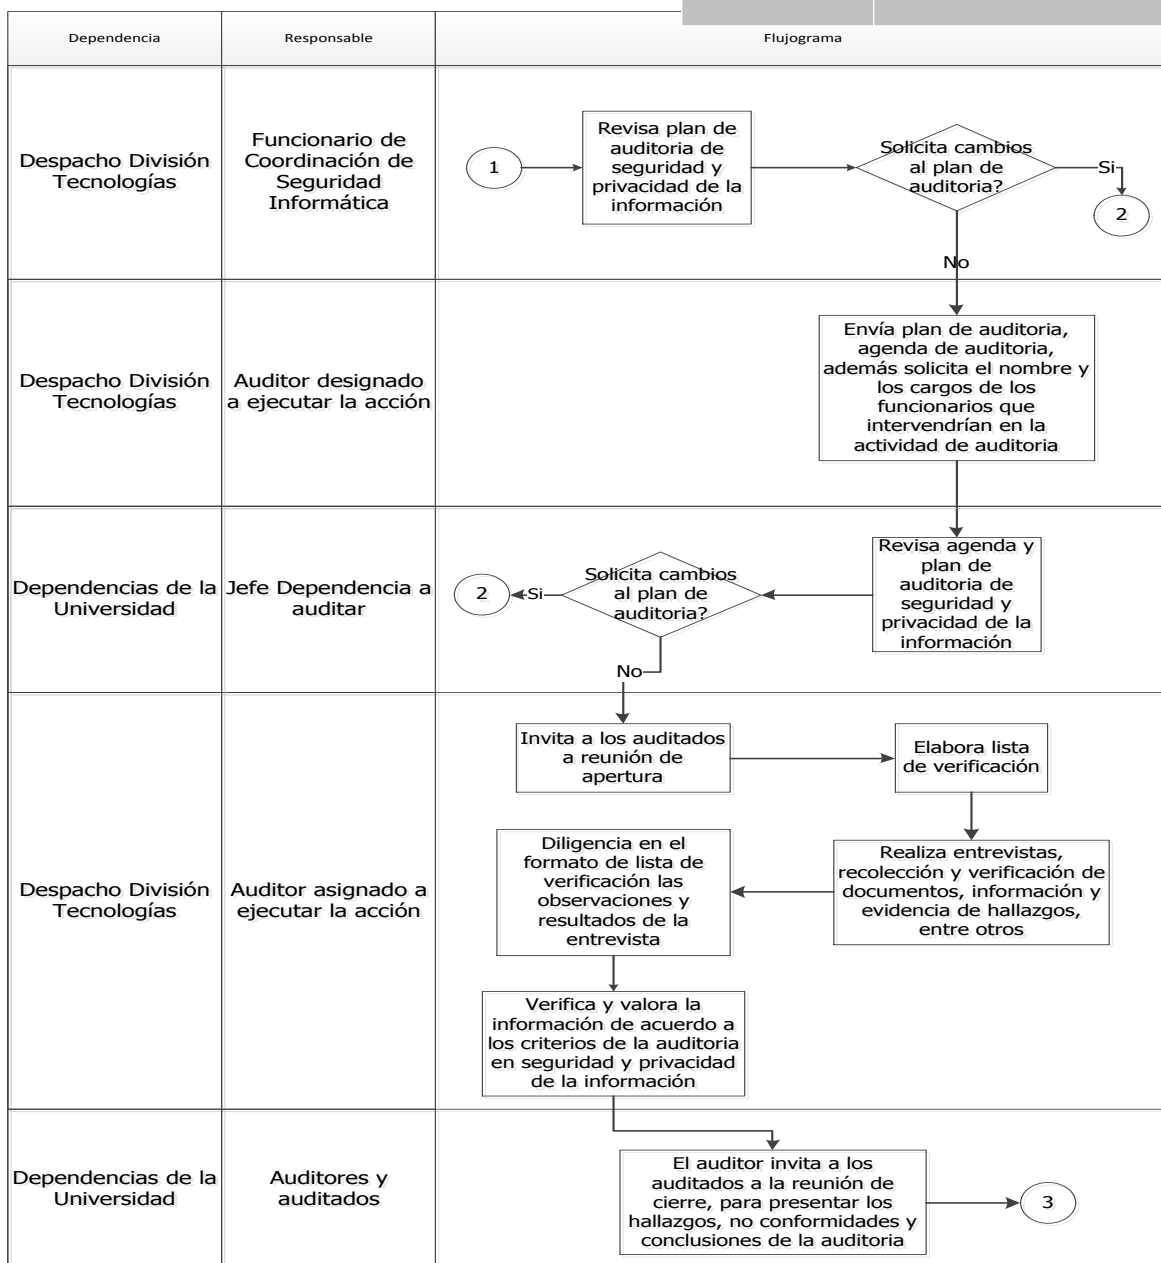 Dependencia
Responsable
Flujograma
Despacho División
Tecnologías
Funcionario de
Coordinación de
Seguridad
Informática
1
Revisa plan de
auditoria de
seguridad y
privacidad de la
información
Solicita cambios
al plan de
auditoria?
Si
2
No
Despacho División
Tecnologías
Auditor designado
a ejecutar la acción
Envía plan de auditoria,
agenda de auditoria,
además solicita el nombre y
los cargos de los
funcionarios que
intervendrían en la
actividad de auditoria
Dependencias de la
Universidad
Jefe Dependencia a
auditar
Revisa agenda y
plan de
auditoria de
seguridad y
privacidad de la
información
Solicita cambios
al plan de
auditoria?
Si
2
No
Despacho División
Tecnologías
Auditor asignado a
ejecutar la acción
Invita a los auditados
a reunión de
apertura
Elabora lista
de verificación
Realiza entrevistas,
recolección y verificación de
documentos, información y
evidencia de hallazgos,
entre otros
Diligencia en el
formato de lista de
verificación las
observaciones y
resultados de la
entrevista
Verifica y valora la
información de acuerdo a
los criterios de la auditoria
en seguridad y privacidad
de la información
Dependencias de la
Universidad
Auditores y
auditados
El auditor invita a los
auditados a la reunión de
cierre, para presentar los
hallazgos, no conformidades y
conclusiones de la auditoria
3